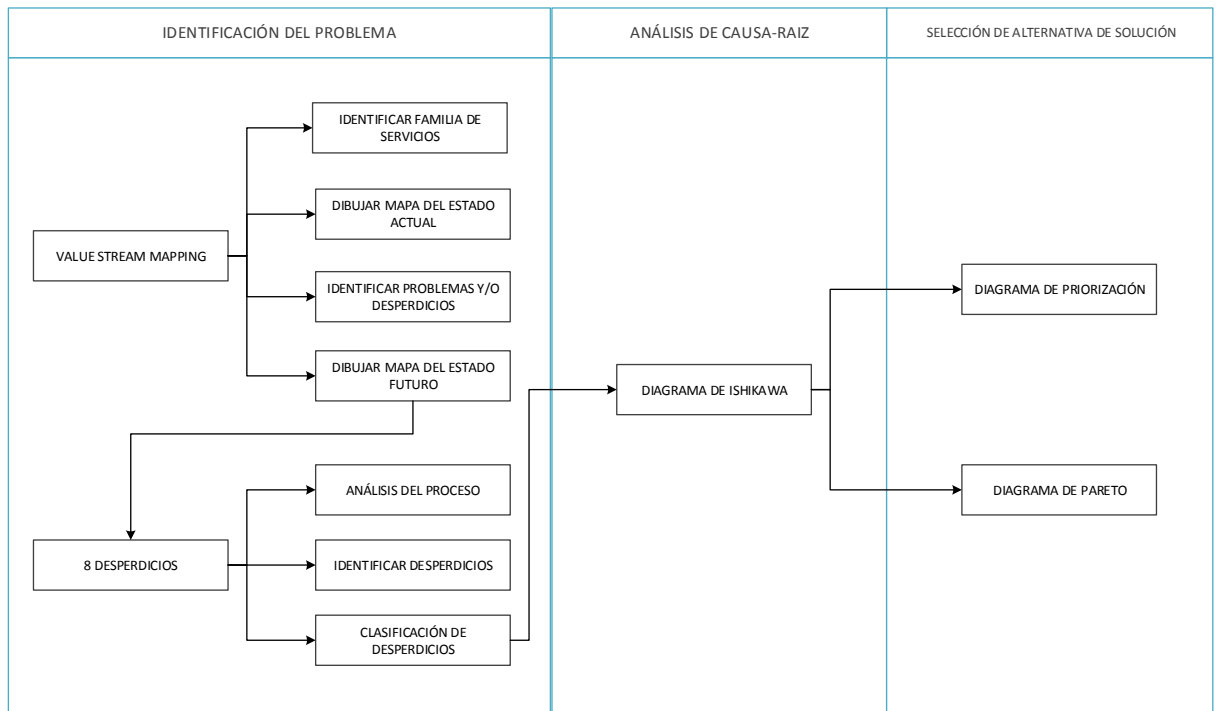 IDENTIFICACIÓN DEL PROBLEMA
ANÁLISIS DE CAUSA-RAIZ
SELECCIÓN DE ALTERNATIVA DE SOLUCIÓN
IDENTIFICAR FAMILIA DE
SERVICIOS
DIBUJAR MAPA DEL ESTADO
ACTUAL
VALUE STREAM MAPPING
IDENTIFICAR PROBLEMAS Y/O
DESPERDICIOS
DIBUJAR MAPA DEL ESTADO
FUTURO
8 DESPERDICIOS
ANÁLISIS DEL PROCESO
IDENTIFICAR DESPERDICIOS
CLASIFICACIÓN DE
DESPERDICIOS
DIAGRAMA DE ISHIKAWA
DIAGRAMA DE PRIORIZACIÓN
DIAGRAMA DE PARETO